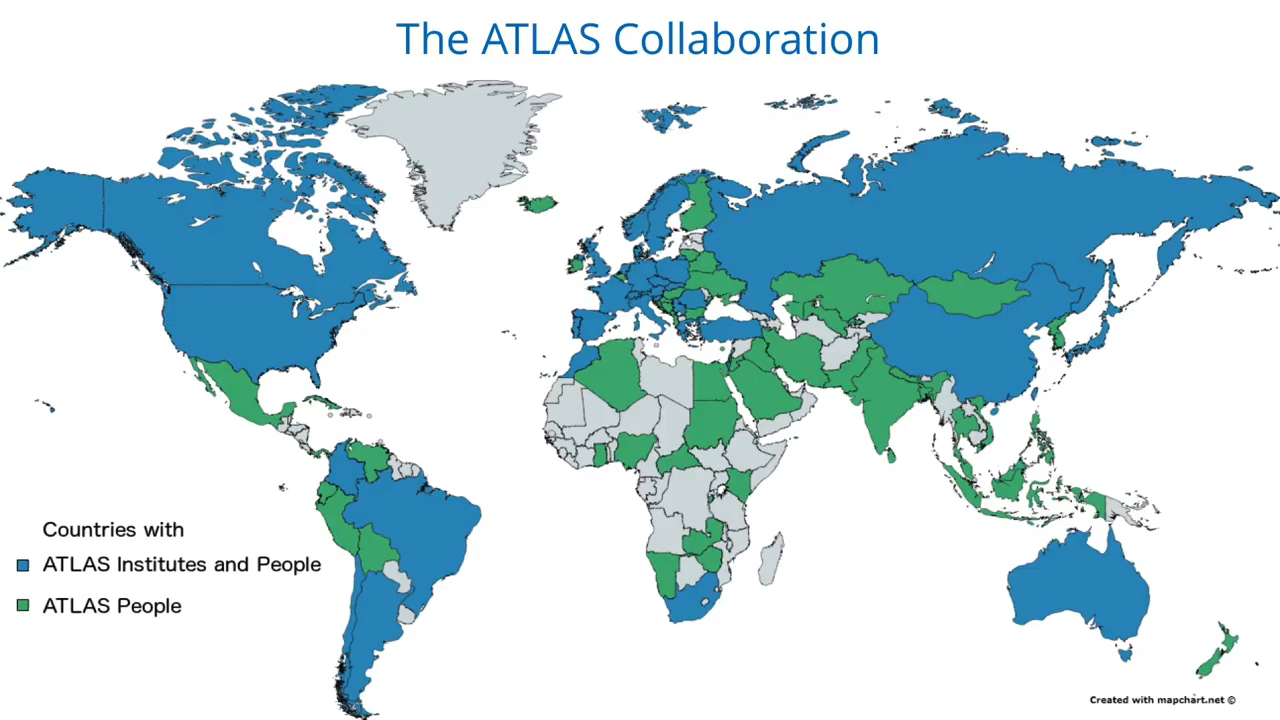 The ATLAS Collaboration
Countries with
ATLAS Institutes and People
ATLAS People
Created with mapchart.net ©